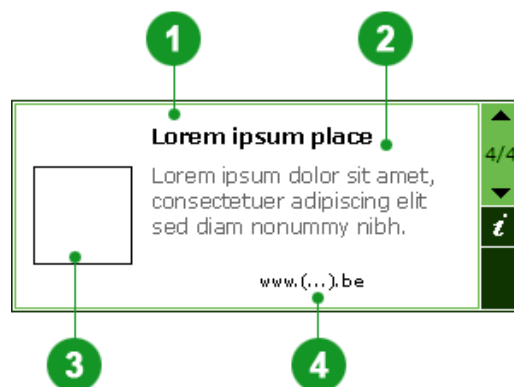 1
2
Lorem ipsum place
4/4
Lorem ipsum dolor sit amet,
consectetuer adipiscing elit
sed diam nonummy nibh.
i
www.(...).be
3
4